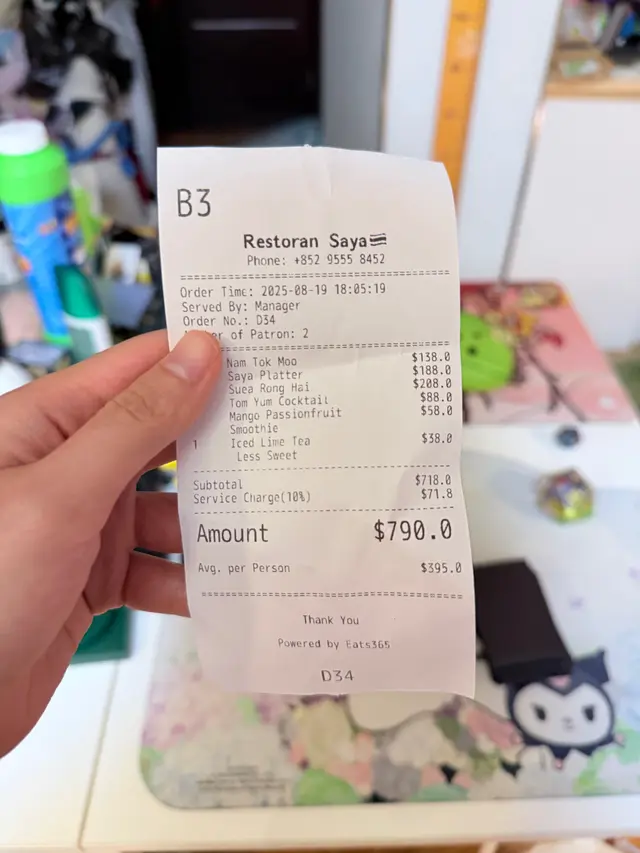 B3
Restoran Saya
Phone: +852 9555 8452
Order Time: 2025-08-19 18:05:19
Served By: Manager
Order No.: D34
of Patron: 2
Nam Tok Moo $138.0
Saya Platter $188.0
Suea Rong Hai $208.0
Tom Yum Cocktail $88.0
Mango Passionfruit $58.0
Smoothie
1 Iced Lime Tea $38.0
Less Sweet
Subtotal $718.0
Service Charge(10%) $71.8
Amount $790.0
Avg. per Person $395.0
Thank You
Powered by Eats365
D34